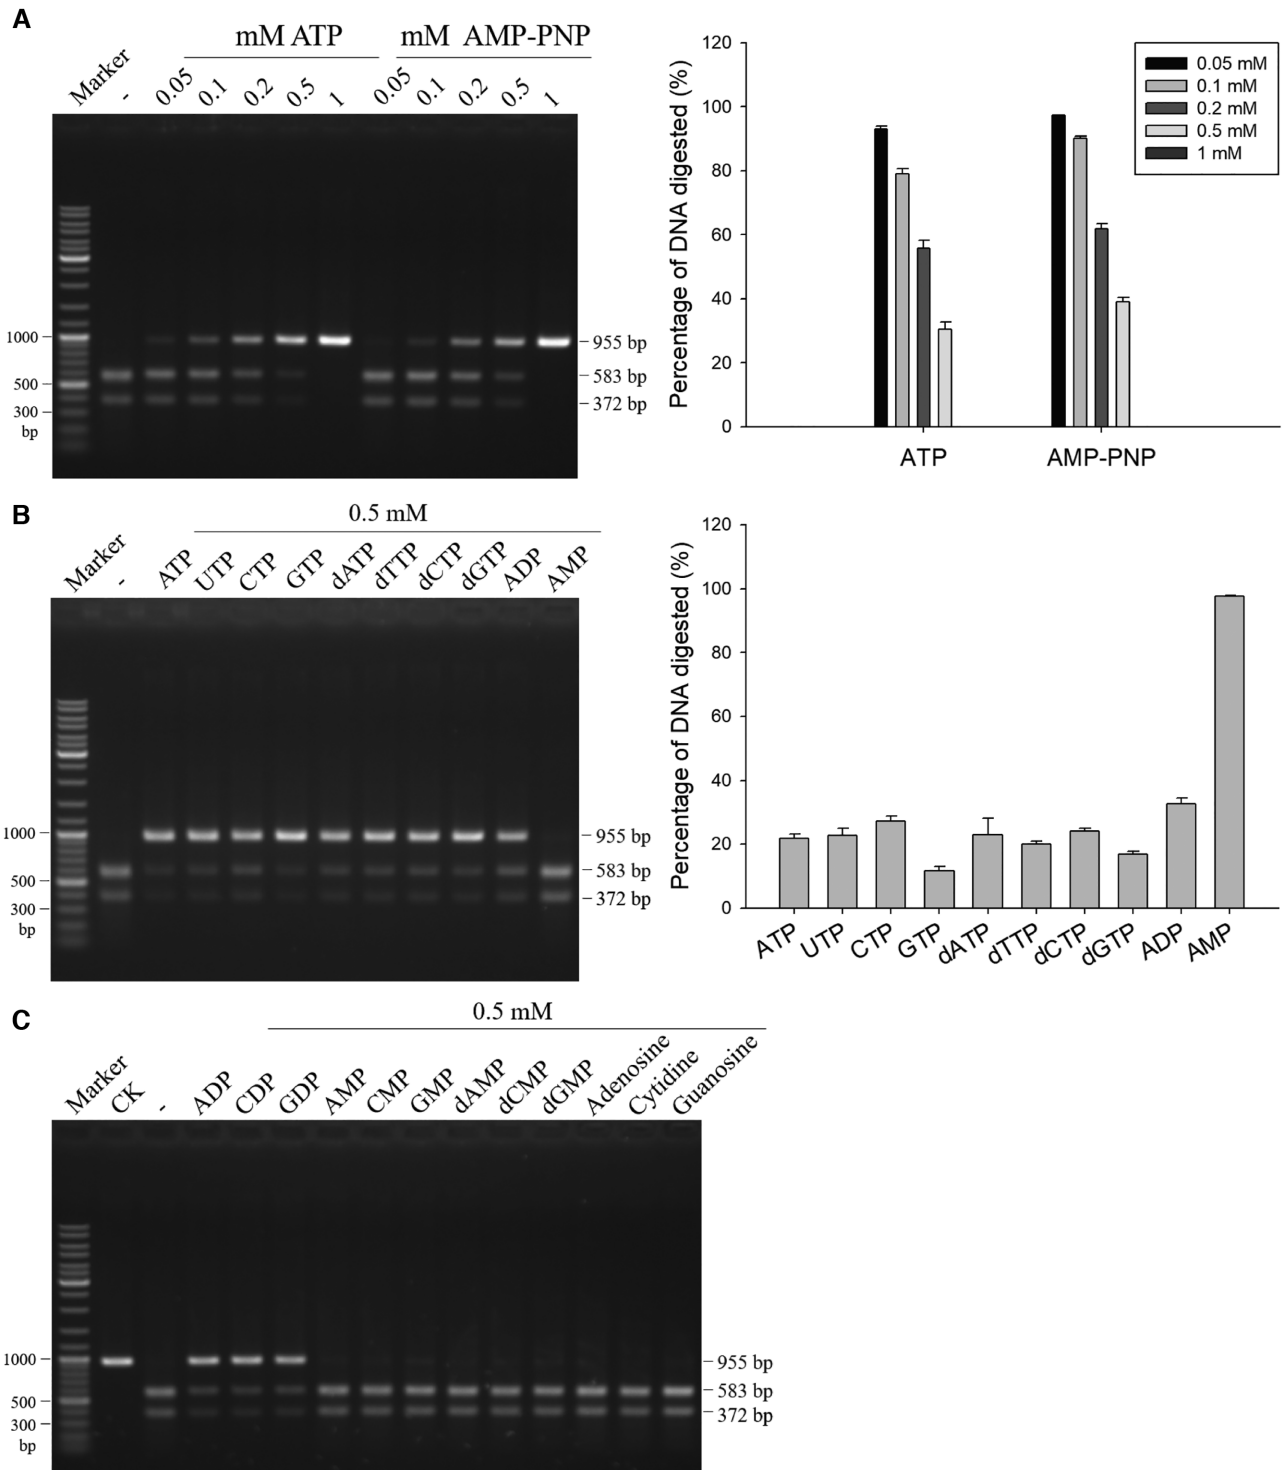 A
mM ATP
mM AMP-PNP
Marker
-
0.05
0.1
0.2
0.5
1
0.05
0.1
0.2
0.5
1
1000
500
300
bp
955 bp
583 bp
372 bp
Percentage of DNA digested (%)
120
100
80
60
40
20
0
ATP
AMP-PNP
0.05 mM
0.1 mM
0.2 mM
0.5 mM
1 mM
B
0.5 mM
Marker
-
ATP
UTP
CTP
GTP
dATP
dTTP
dCTP
dGTP
ADP
AMP
1000
500
300
bp
955 bp
583 bp
372 bp
Percentage of DNA digested (%)
120
100
80
60
40
20
0
ATP
UTP
CTP
GTP
dATP
dTTP
dCTP
dGTP
ADP
AMP
C
0.5 mM
Marker
CK
-
ADP
CDP
GDP
AMP
CMP
GMP
dAMP
dCMP
dGMP
Adenosine
Cytidine
Guanosine
1000
500
300
bp
955 bp
583 bp
372 bp